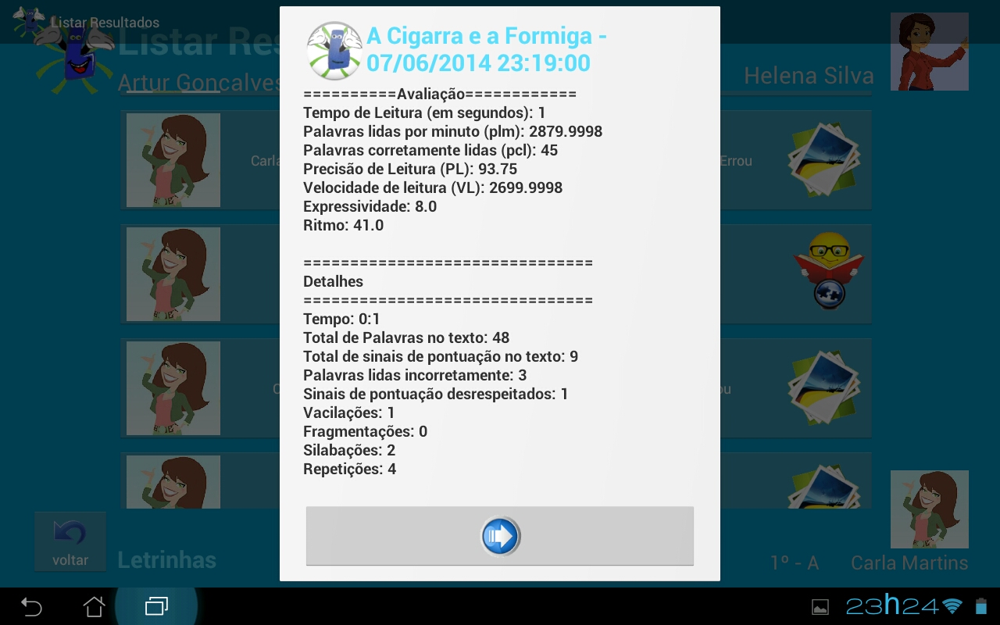 Listar Resultados
Listar Res
Artur Goncalves
Helena Silva
A Cigarra e a Formiga -
07/06/2014 23:19:00
==========Avaliação============
Tempo de Leitura (em segundos): 1
Palavras lidas por minuto (plm): 2879.9998
Palavras corretamente lidas (pcl): 45
Precisão de Leitura (PL): 93.75
Velocidade de leitura (VL): 2699.9998
Expressividade: 8.0
Ritmo: 41.0
===============================
Detalhes
===============================
Tempo: 0:1
Total de Palavras no texto: 48
Total de sinais de pontuação no texto: 9
Palavras lidas incorretamente: 3
Sinais de pontuação desrespeitados: 1
Vacilações: 1
Fragmentações: 0
Silabações: 2
Repetições: 4
Carla
Errou
voltar
Letrinhas
1º - A
Carla Martins
23h24